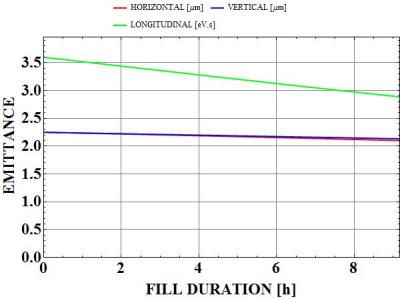 HORIZONTAL [μm] VERTICAL [μm]
LONGITUDINAL [eV.s]
EMITTANCE
3.5
3.0
2.5
2.0
1.5
1.0
0.5
0.0
0 2 4 6 8
FILL DURATION [h]